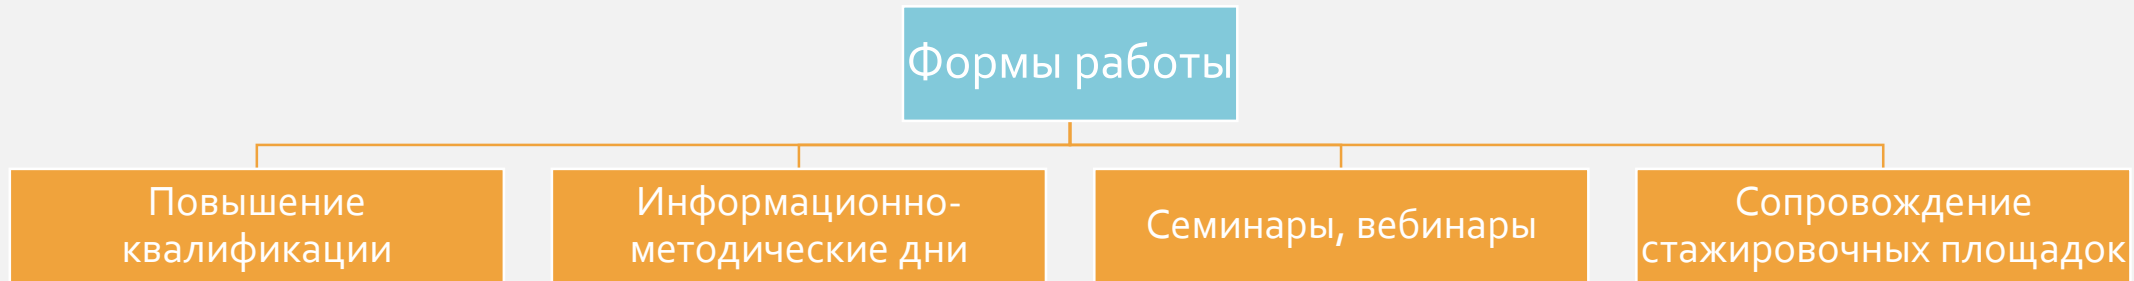 Формы работы
Повышение
квалификации
Информационно-
методические дни
Семинары, вебинары
Сопровождение
стажировочных площадок